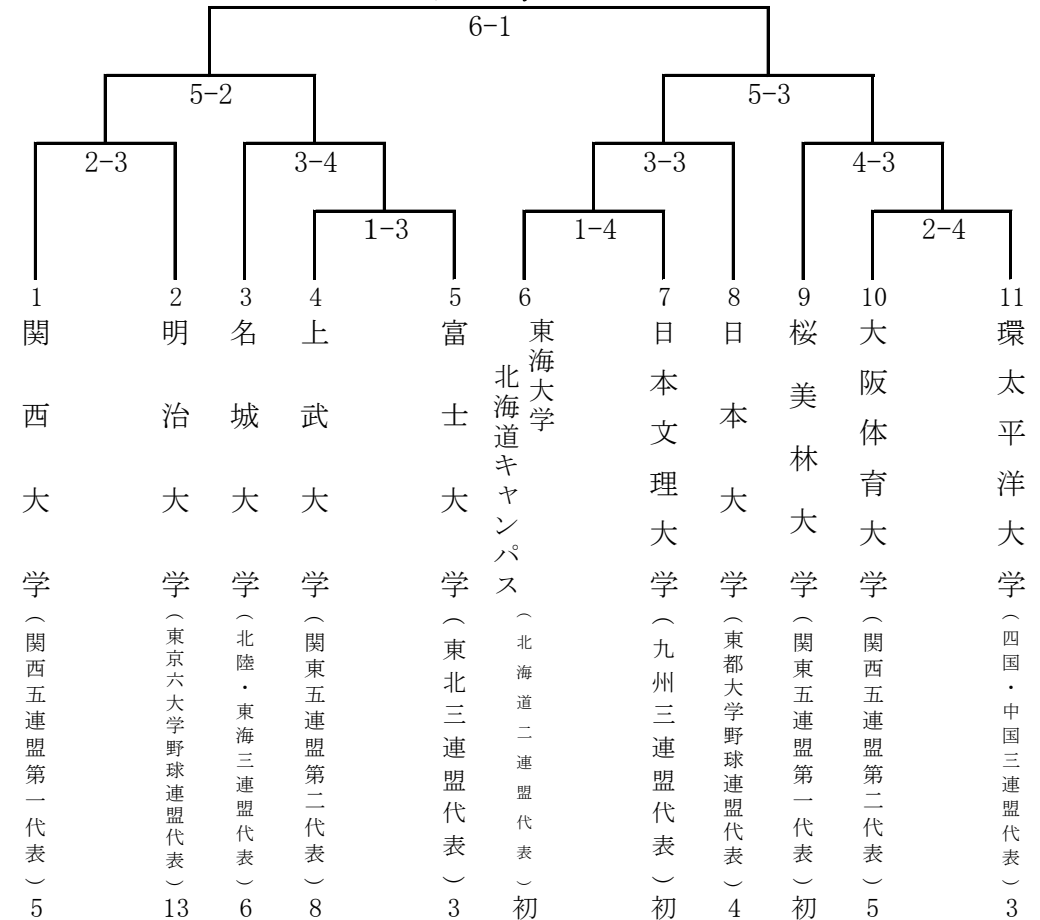 6-1
5-2
5-3
2-3
3-4
3-3
4-3
1-3
1-4
2-4
1
関西大学（関西五連盟第一代表）5
2
明治大学（東京六大学野球連盟代表）13
3
名城大学（北陸・東海三連盟代表）6
4
上武大学（関東五連盟第二代表）8
5
富士大学（東北三連盟代表）3
6
東海大学
北海道キャンパス
（北海道二連盟代表）初
7
日本文理大学（九州三連盟代表）初
8
日本大学（東都大学野球連盟代表）4
9
桜美林大学（関東五連盟第一代表）初
10
大阪体育大学（関西五連盟第二代表）5
11
環太平洋大学（四国・中国三連盟代表）3